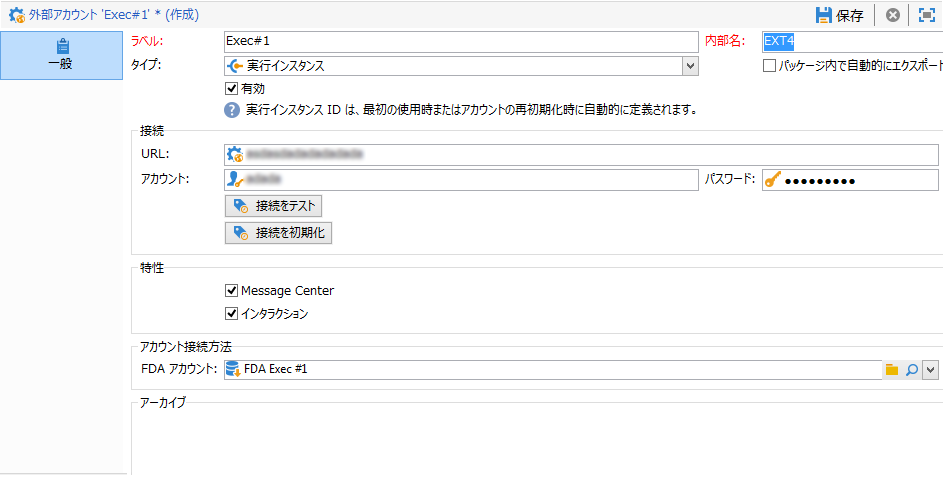 外部アカウント 'Exec#1' * (作成)
保存
一般
ラベル: Exec#1 内部名: EXT4
タイプ: 実行インスタンス パッケージ内で自動的にエクスポート
有効
実行インスタンス ID は、最初の使用時またはアカウントの再初期化時に自動的に定義されます。
接続
URL:
アカウント: パスワード: ●●●●●●●●●
接続をテスト
接続を初期化
特性
Message Center
インタラクション
アカウント接続方法
FDA アカウント: FDA Exec #1
アーカイブ